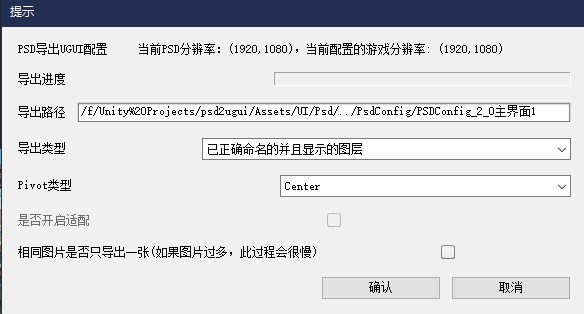 提示
PSD导出UGUI配置 当前PSD分辨率：(1920,1080)，当前配置的游戏分辨率：(1920,1080)
导出进度
导出路径 /f/Unity%20Projects/psd2ugui/Assets/UI/Psd/../PsdConfig/PSDConfig_2_0主界面1
导出类型 已正确命名的并且显示的图层
Pivot类型 Center
是否开启适配
相同图片是否只导出一张(如果图片过多，此过程会很慢)
确认 取消